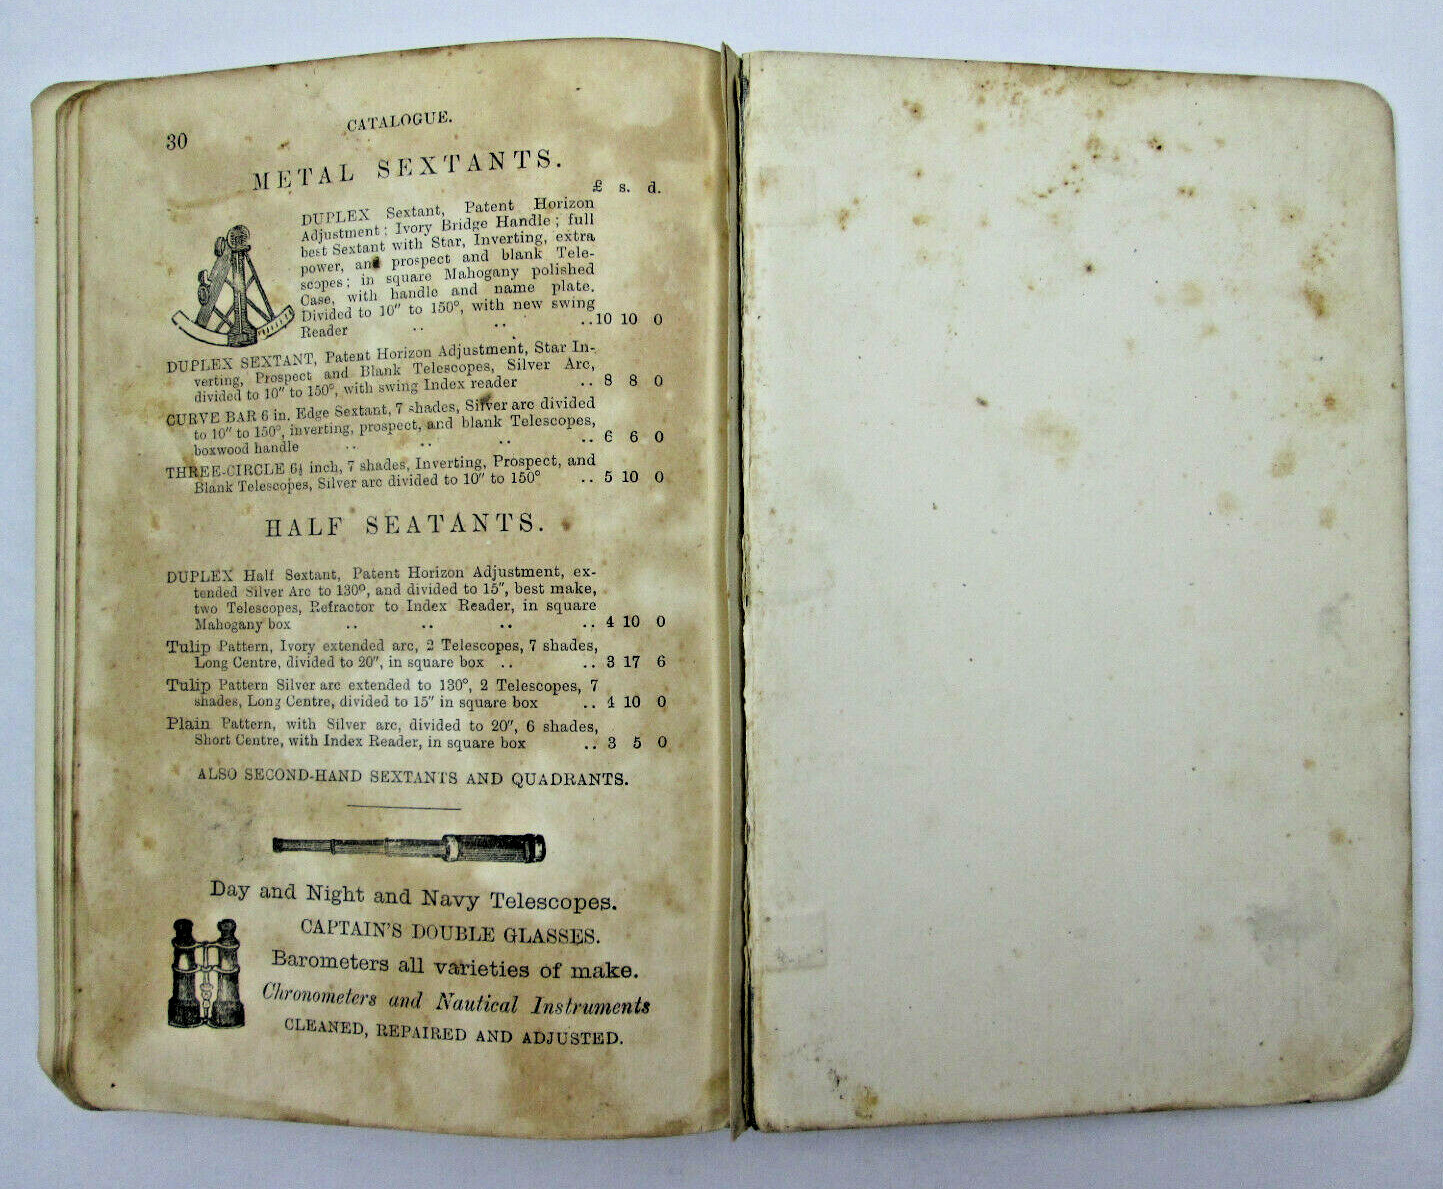 30
CATALOGUE.
METAL SEXTANTS.
£ s. d.
DUPLEX Sextant, Patent Horizon
Adjustment; Ivory Bridge Handle; full
best Sextant with Star, Inverting, extra
power, and prospect and blank Tele-
scopes; in square Mahogany polished
Case, with handle and name plate.
Divided to 10" to 150°, with new swing
Reader .. .. ..10 10 0
DUPLEX SEXTANT, Patent Horizon Adjustment, Star In-
verting, Prospect and Blank Telescopes, Silver Arc,
divided to 10" to 150°, with swing Index reader .. 8 8 0
CURVE BAR 6 in. Edge Sextant, 7 shades, Silver arc divided
to 10" to 150°, inverting, prospect, and blank Telescopes,
boxwood handle .. .. .. .. 6 6 0
THREE-CIRCLE 6½ inch, 7 shades, Inverting, Prospect, and
Blank Telescopes, Silver arc divided to 10" to 150° .. 5 10 0
HALF SEATANTS.
DUPLEX Half Sextant, Patent Horizon Adjustment, ex-
tended Silver Arc to 130°, and divided to 15", best make,
two Telescopes, Refractor to Index Reader, in square
Mahogany box .. .. .. .. 4 10 0
Tulip Pattern, Ivory extended arc, 2 Telescopes, 7 shades,
Long Centre, divided to 20", in square box .. .. 3 17 6
Tulip Pattern Silver arc extended to 130°, 2 Telescopes, 7
shades, Long Centre, divided to 15" in square box .. 4 10 0
Plain Pattern, with Silver arc, divided to 20", 6 shades,
Short Centre, with Index Reader, in square box .. 3 5 0
ALSO SECOND-HAND SEXTANTS AND QUADRANTS.
Day and Night and Navy Telescopes.
CAPTAIN'S DOUBLE GLASSES.
Barometers all varieties of make.
Chronometers and Nautical Instruments
CLEANED, REPAIRED AND ADJUSTED.